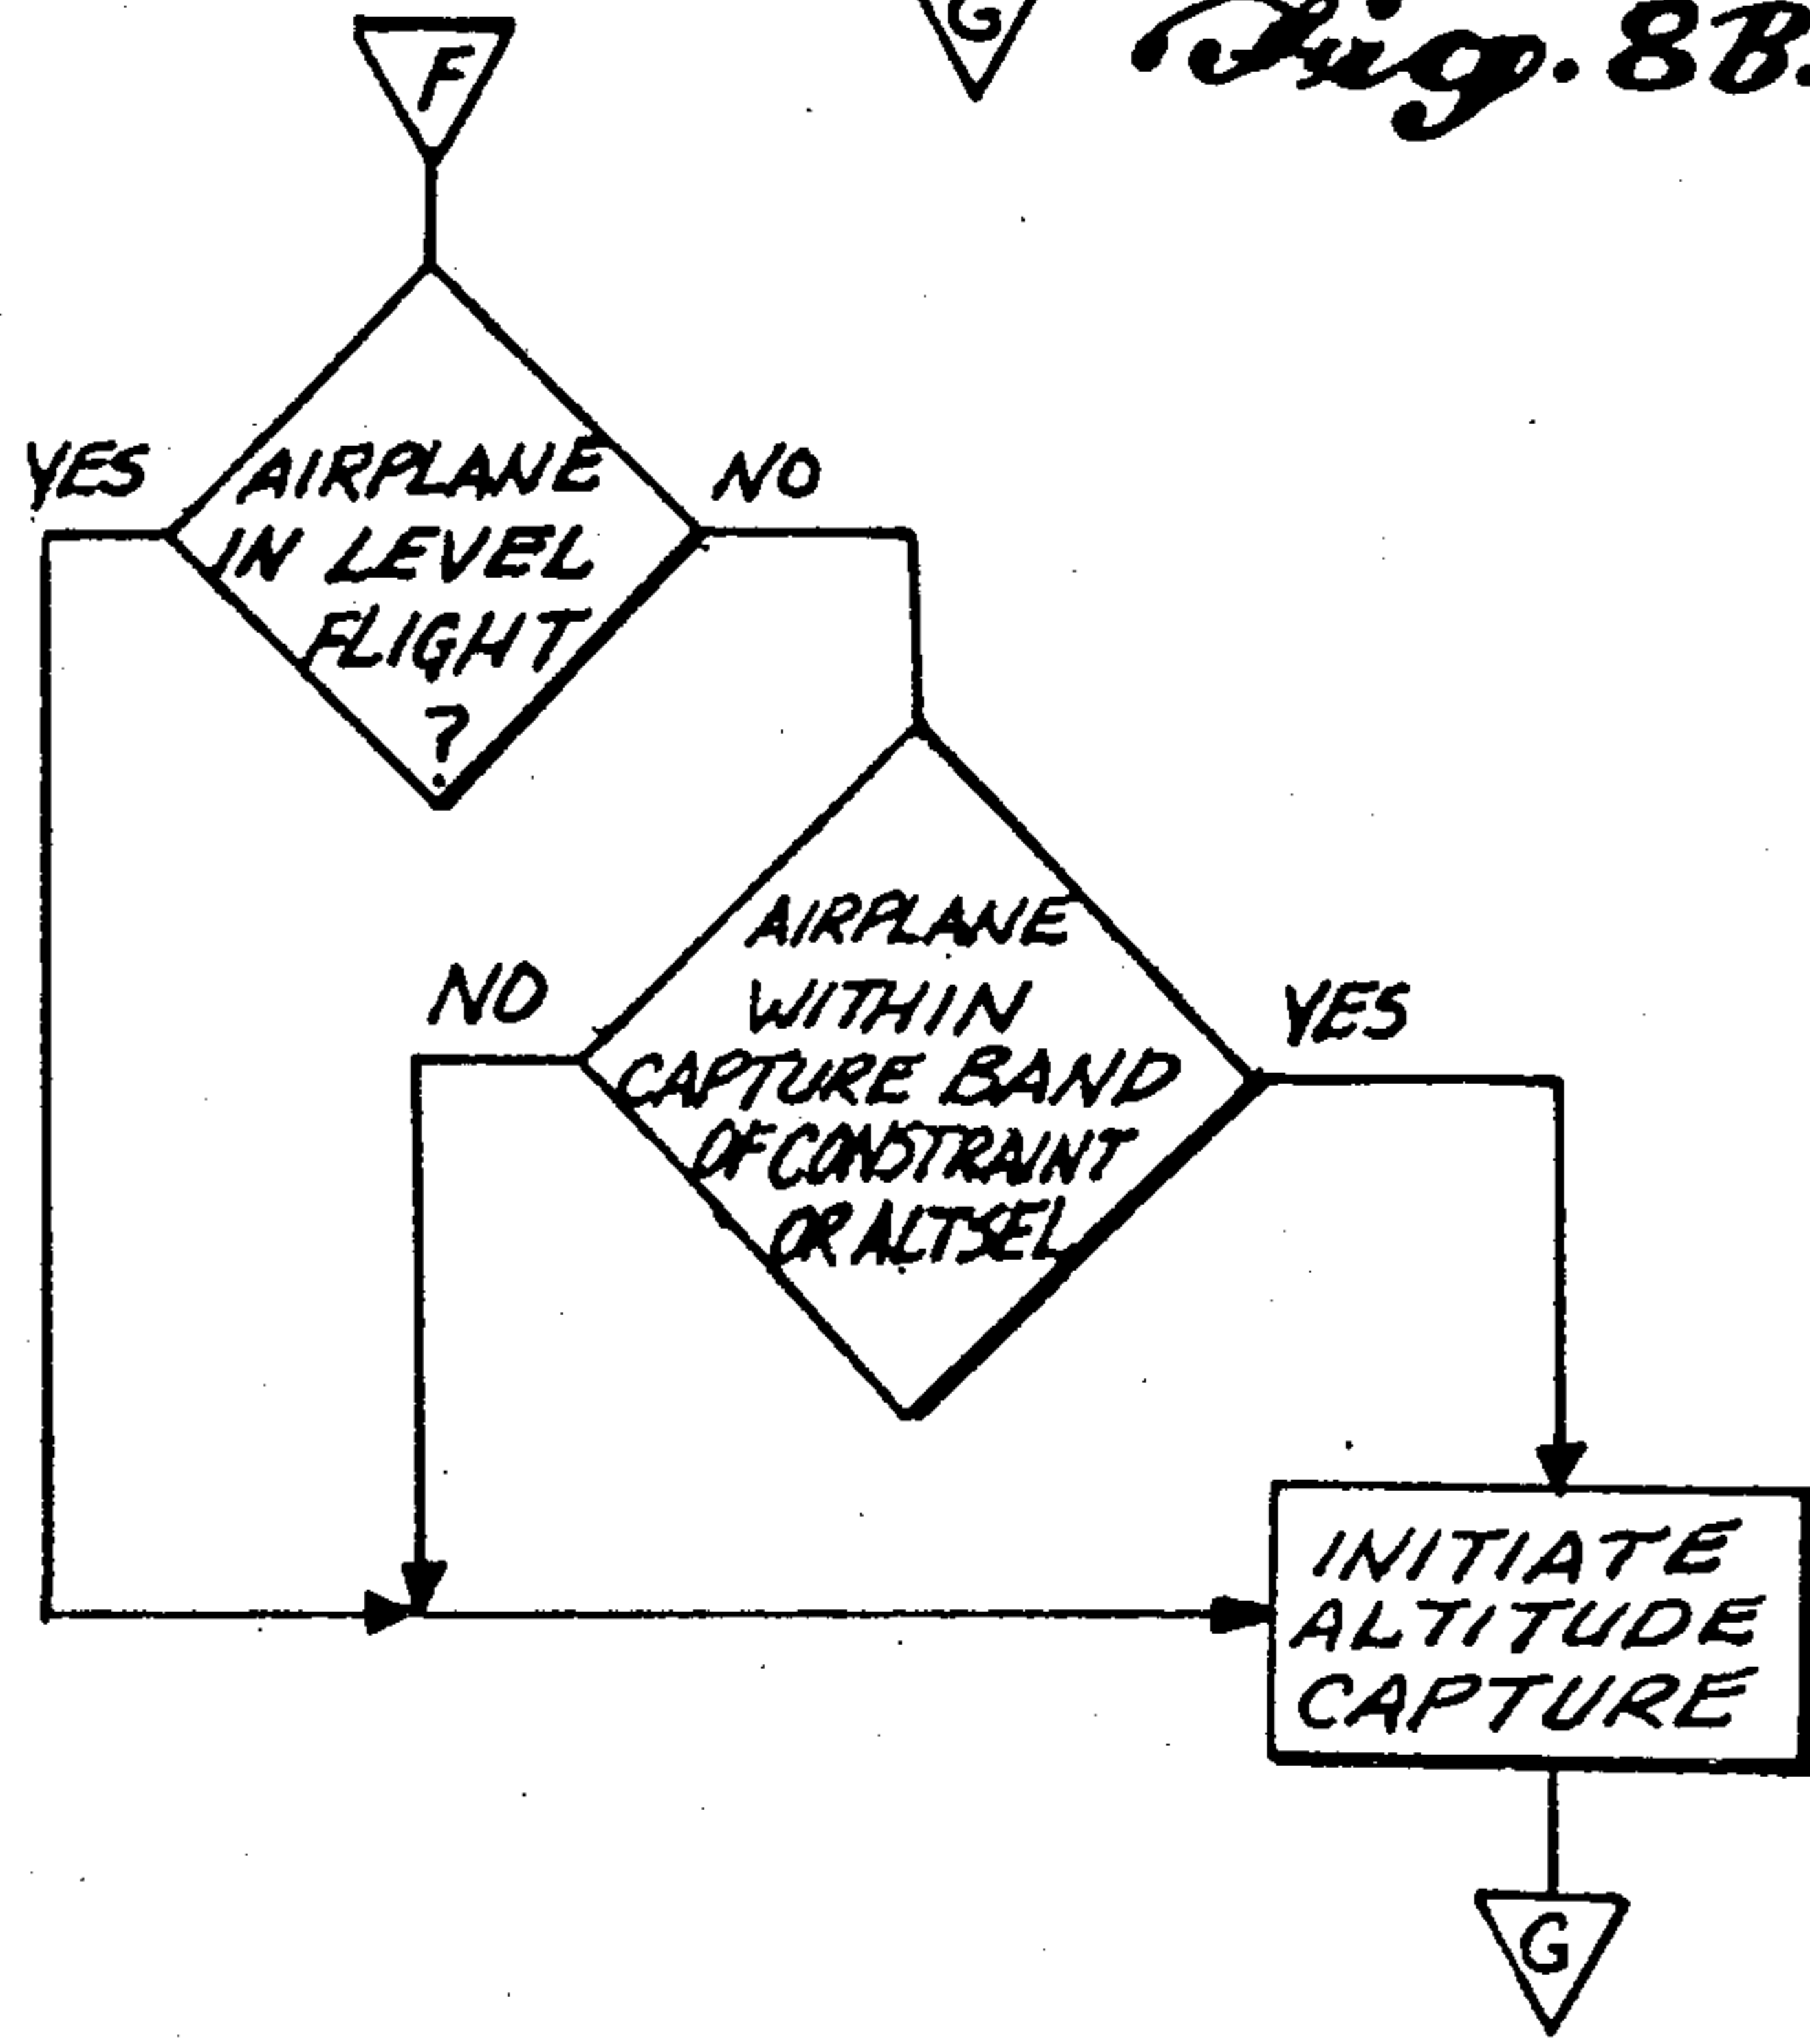 G
Fig. 8B.
F
YES
AIRPLANE
IN LEVEL
FLIGHT
?
NO
NO
AIRPLANE
WITHIN
CAPTURE BAND
OF CONSTRAINT
OR ALTSEL
YES
INITIATE
ALTITUDE
CAPTURE
G